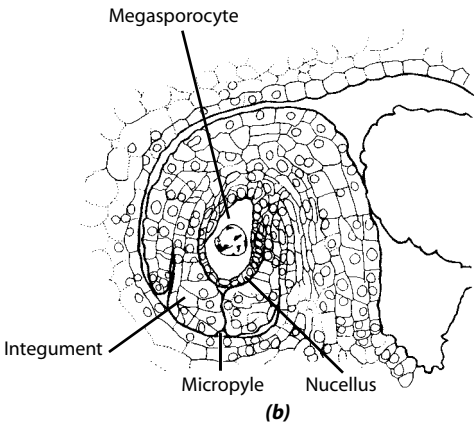 Megasporocyte
Integument
Micropyle
Nucellus
(b)